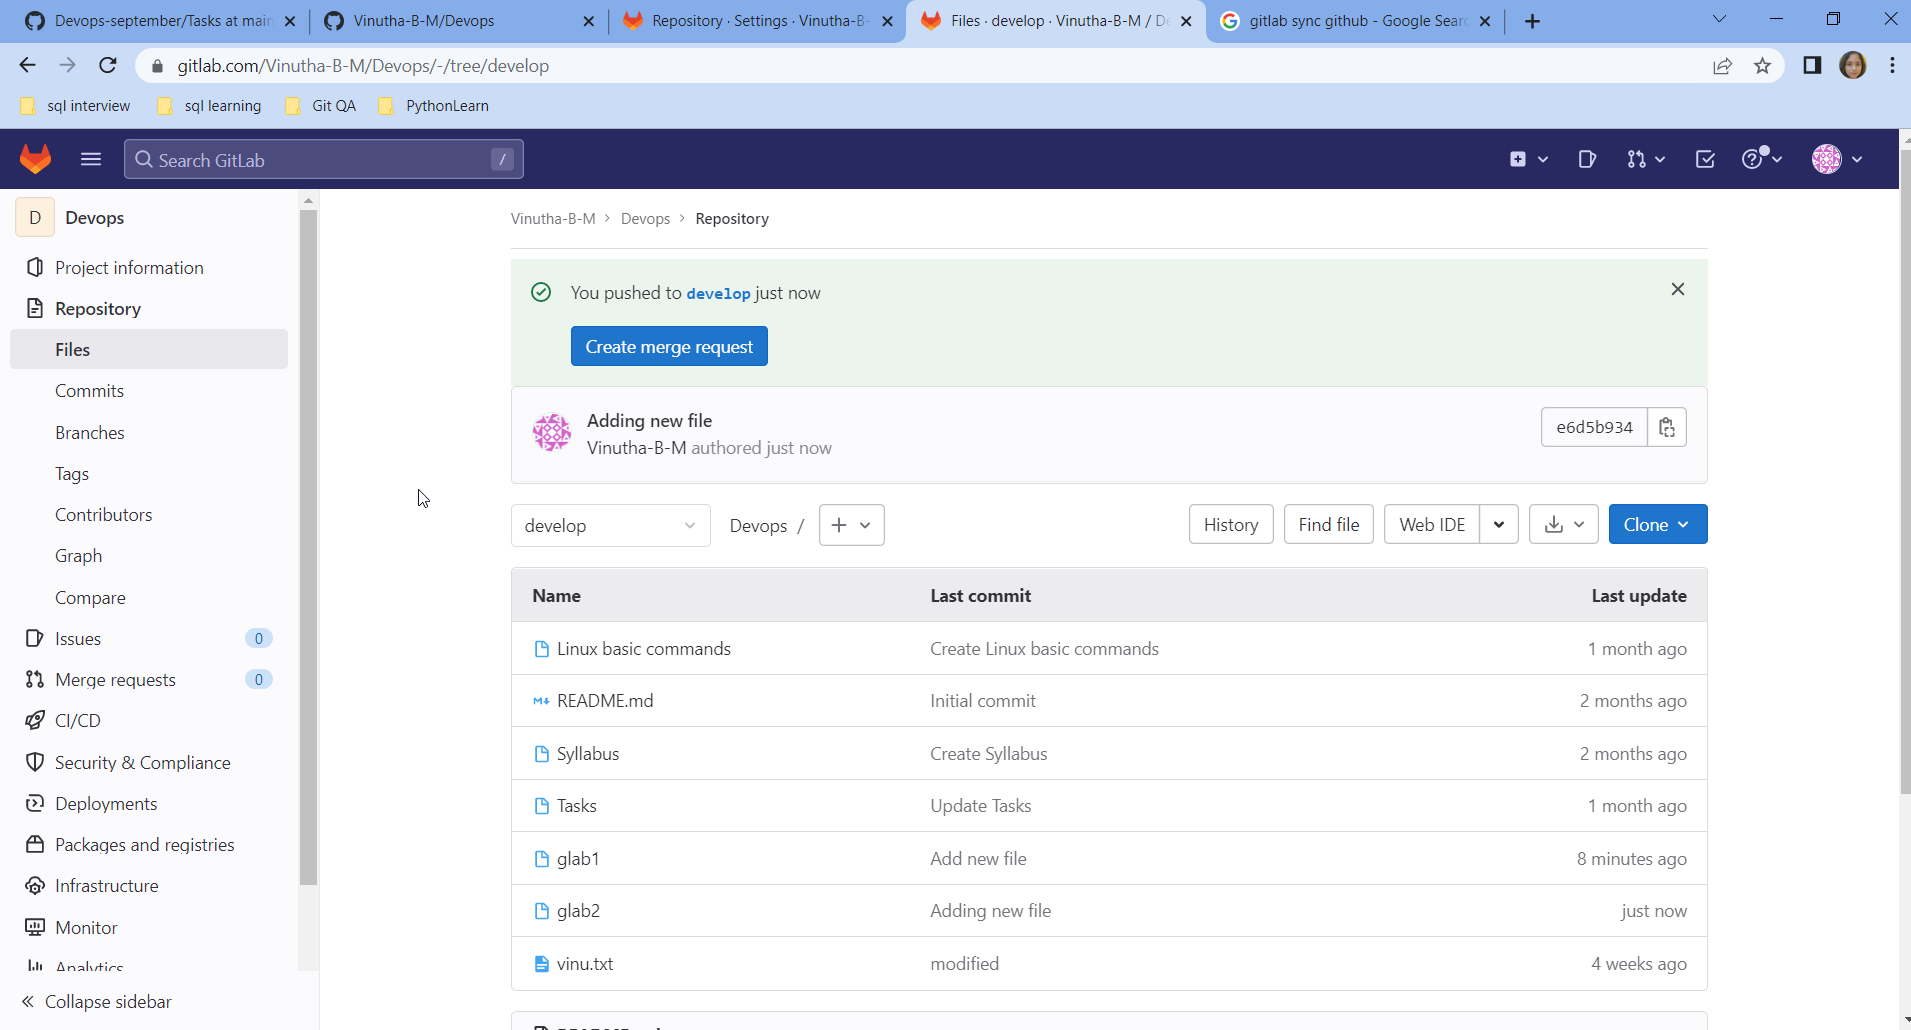 Devops-september/Tasks at main
Vinutha-B-M/Devops
Repository · Settings · Vinutha-B-
Files · develop · Vinutha-B-M / De
gitlab sync github - Google Searc
gitlab.com/Vinutha-B-M/Devops/-/tree/develop
sql interview
sql learning
Git QA
PythonLearn
Search GitLab
/
D
Devops
Project information
Repository
Files
Commits
Branches
Tags
Contributors
Graph
Compare
Issues 0
Merge requests 0
CI/CD
Security & Compliance
Deployments
Packages and registries
Infrastructure
Monitor
Analytics
Collapse sidebar
Vinutha-B-M > Devops > Repository
You pushed to develop just now
Create merge request
Adding new file
Vinutha-B-M authored just now
e6d5b934
develop
Devops /
History
Find file
Web IDE
Clone
Name Last commit Last update
Linux basic commands Create Linux basic commands 1 month ago
README.md Initial commit 2 months ago
Syllabus Create Syllabus 2 months ago
Tasks Update Tasks 1 month ago
glab1 Add new file 8 minutes ago
glab2 Adding new file just now
vinu.txt modified 4 weeks ago